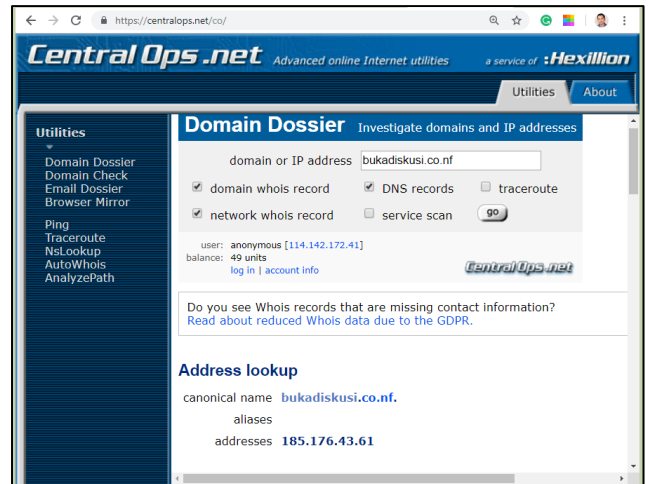 https://centralops.net/co/
Central Ops .net Advanced online Internet utilities a service of :Hexillion
Utilities About
Utilities
Domain Dossier
Domain Check
Email Dossier
Browser Mirror
Ping
Traceroute
NsLookup
AutoWhois
AnalyzePath
Domain Dossier Investigate domains and IP addresses
domain or IP address bukadiskusi.co.nf
domain whois record DNS records traceroute
network whois record service scan go
user: anonymous [114.142.172.41]
balance: 49 units
log in | account info
CentralOps.net
Do you see Whois records that are missing contact information?
Read about reduced Whois data due to the GDPR.
Address lookup
canonical name bukadiskusi.co.nf.
aliases
addresses 185.176.43.61